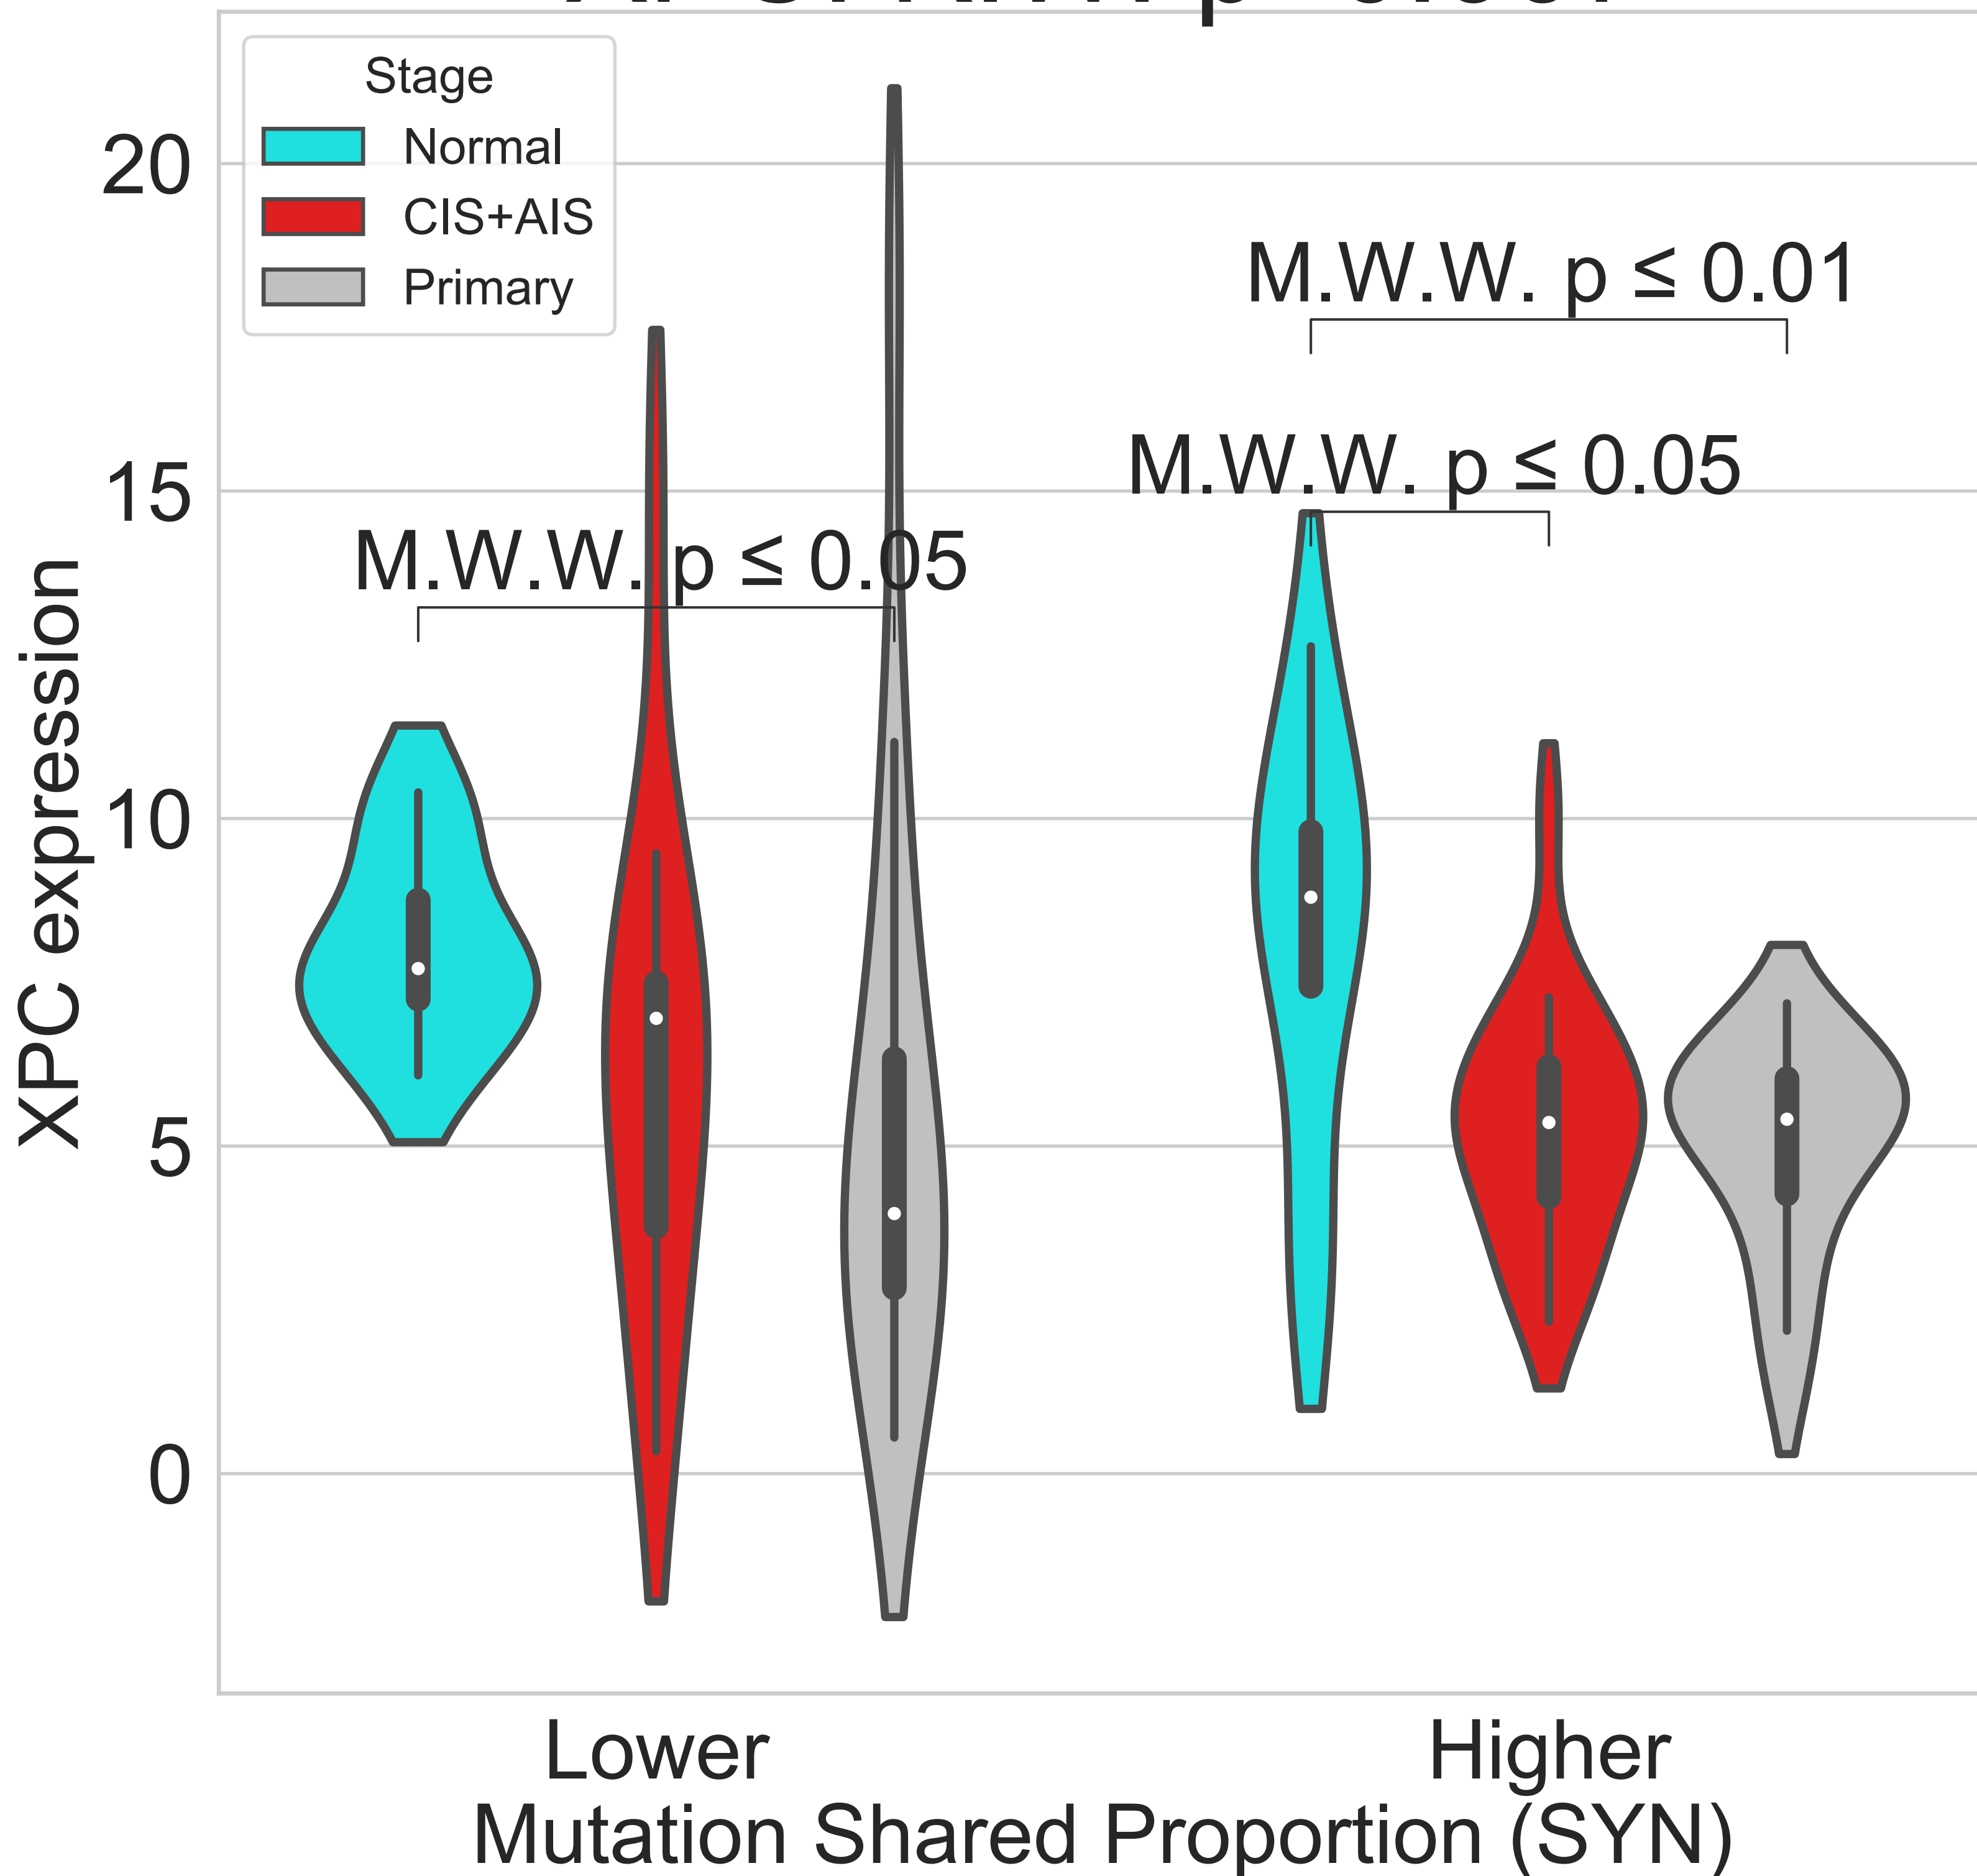 Stage
Normal
CIS+AIS
Primary
M.W.W. p ≤ 0.01
M.W.W. p ≤ 0.05
M.W.W. p ≤ 0.05
XPC expression
20
15
10
5
0
Lower
Higher
Mutation Shared Proportion (SYN)